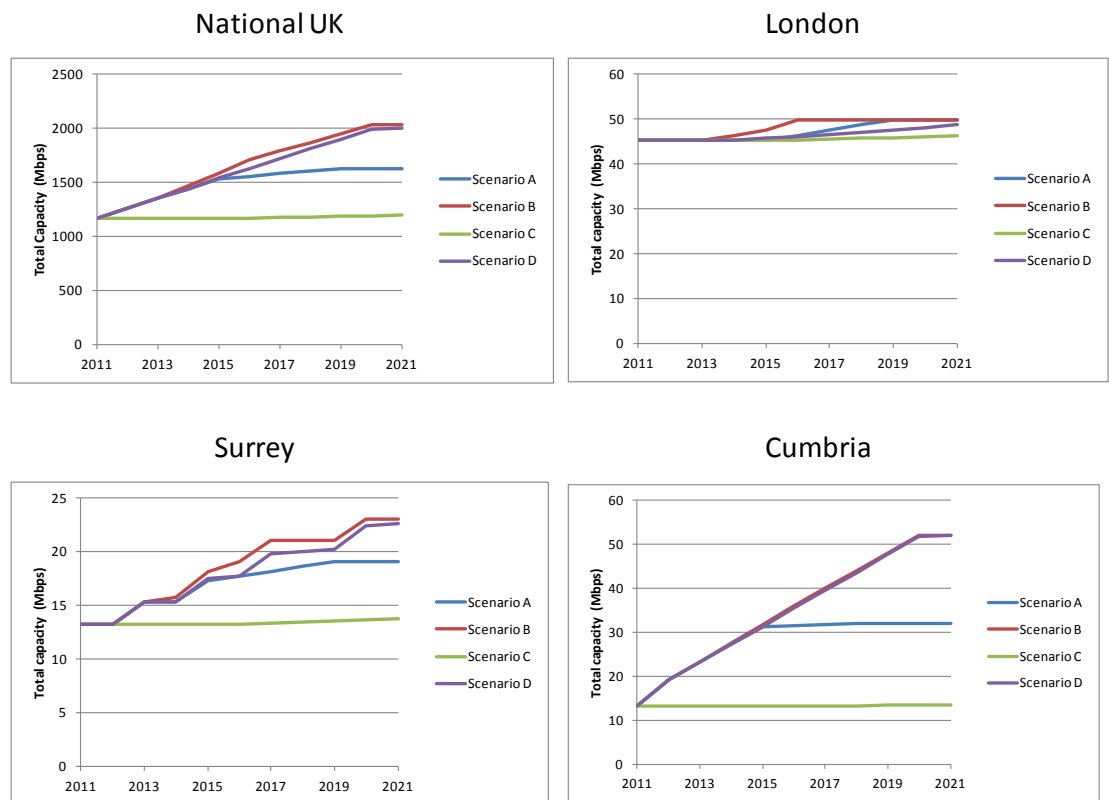 National UK
Total Capacity (Mbps)
2500
2000
1500
1000
500
0
2011 2013 2015 2017 2019 2021
Scenario A
Scenario B
Scenario C
Scenario D
London
Total capacity (Mbps)
60
50
40
30
20
10
0
2011 2013 2015 2017 2019 2021
Scenario A
Scenario B
Scenario C
Scenario D
Surrey
Total capacity (Mbps)
25
20
15
10
5
0
2011 2013 2015 2017 2019 2021
Scenario A
Scenario B
Scenario C
Scenario D
Cumbria
Total capacity (Mbps)
60
50
40
30
20
10
0
2011 2013 2015 2017 2019 2021
Scenario A
Scenario B
Scenario C
Scenario D